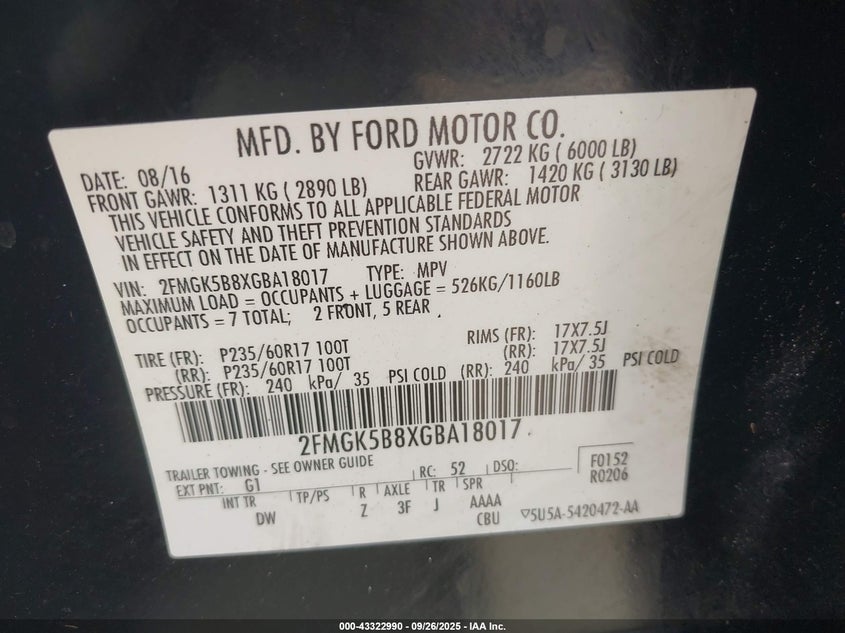 MFD. BY FORD MOTOR CO.
DATE: 08/16 GVWR: 2722 KG ( 6000 LB)
FRONT GAWR: 1311 KG ( 2890 LB) REAR GAWR: 1420 KG ( 3130 LB)
THIS VEHICLE CONFORMS TO ALL APPLICABLE FEDERAL MOTOR
VEHICLE SAFETY AND THEFT PREVENTION STANDARDS
IN EFFECT ON THE DATE OF MANUFACTURE SHOWN ABOVE.
VIN: 2FMGK5B8XGBA18017 TYPE: MPV
MAXIMUM LOAD = OCCUPANTS + LUGGAGE = 526KG/1160LB
OCCUPANTS = 7 TOTAL; 2 FRONT, 5 REAR
TIRE (FR): P235/60R17 100T RIMS (FR): 17X7.5J
(RR): P235/60R17 100T (RR): 17X7.5J
PRESSURE (FR): 240 kPa/ 35 PSI COLD (RR): 240 kPa/ 35 PSI COLD
2FMGK5B8XGBA18017
TRAILER TOWING - SEE OWNER GUIDE
EXT PNT: G1 RC: 52 DSO: F0152
R0206
INT TR TP/PS R AXLE TR SPR
DW Z 3F J AAAA
CBU ▽5U5A-5420472-AA
000-43322990 - 09/26/2025 - IAA Inc.